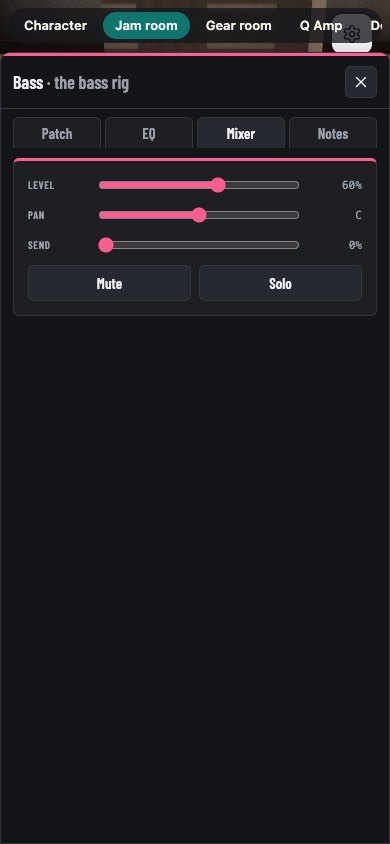 Character Jam room Gear room Q Amp
Bass · the bass rig
Patch EQ Mixer Notes
LEVEL 60%
PAN C
SEND 0%
Mute Solo